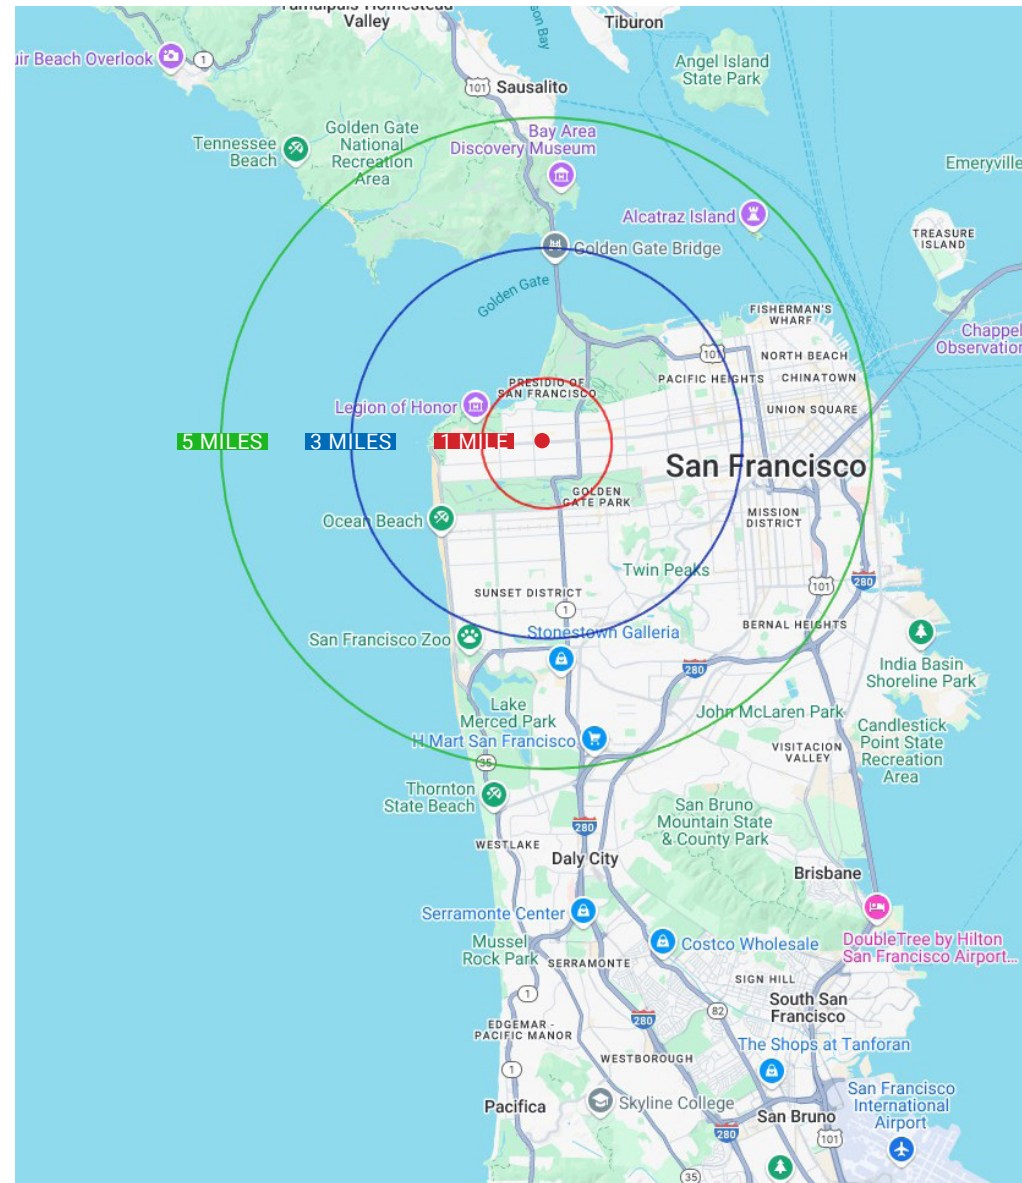 Tamalpais-Homestead
Valley
Tiburon
Angel Island
State Park
Muir Beach Overlook
1
101
Sausalito
Tennessee
Beach
Golden Gate
National
Recreation
Area
Bay Area
Discovery Museum
Emeryville
Alcatraz Island
TREASURE
ISLAND
Golden Gate Bridge
Golden Gate
FISHERMAN'S
WHARF
101
NORTH BEACH
PACIFIC HEIGHTS
CHINATOWN
PRESIDIO OF
SAN FRANCISCO
Legion of Honor
UNION SQUARE
5 MILES
3 MILES
1 MILE
San Francisco
GOLDEN
GATE PARK
Ocean Beach
MISSION
DISTRICT
Twin Peaks
280
101
SUNSET DISTRICT
1
BERNAL HEIGHTS
Stonestown Galleria
San Francisco Zoo
280
India Basin
Shoreline Park
Lake
Merced Park
John McLaren Park
H Mart San Francisco
Candlestick
Point State
Recreation
Area
VISITACION
VALLEY
35
Thornton
State Beach
San Bruno
Mountain State
& County Park
280
WESTLAKE
Daly City
Brisbane
Serramonte Center
Mussel
Rock Park
SERRAMONTE
Costco Wholesale
DoubleTree by Hilton
San Francisco Airport...
SIGN HILL
1
82
280
South San
Francisco
EDGEMAR -
PACIFIC MANOR
The Shops at Tanforan
WESTBOROUGH
1
Pacifica
Skyline College
San Bruno
San Francisco
International
Airport
280
101
35